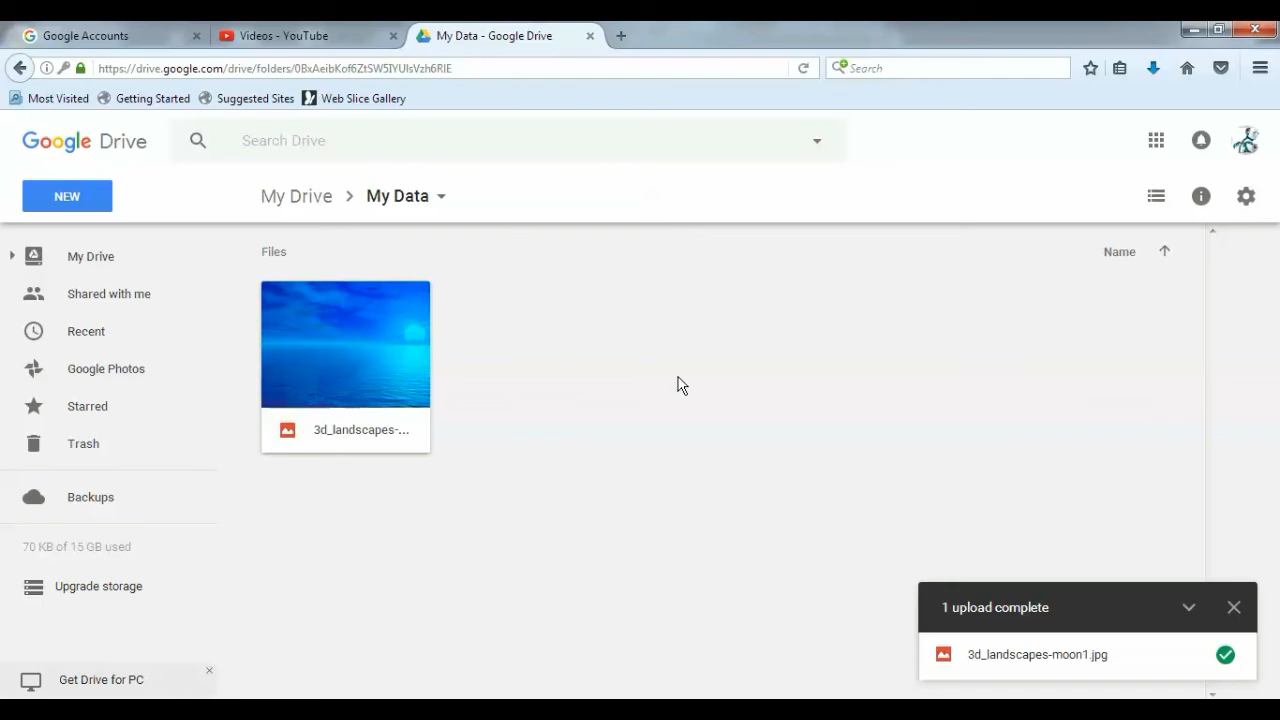 Google Accounts
Videos - YouTube
My Data - Google Drive
https://drive.google.com/drive/folders/0BxAeibKof6ZtSW5IYUlsVzh6RlE
Search
Most Visited
Getting Started
Suggested Sites
Web Slice Gallery
Google Drive
Search Drive
NEW
My Drive
My Data
My Drive
Shared with me
Recent
Google Photos
Starred
Trash
Backups
70 KB of 15 GB used
Upgrade storage
Get Drive for PC
Files
Name
3d_landscapes-...
1 upload complete
3d_landscapes-moon1.jpg